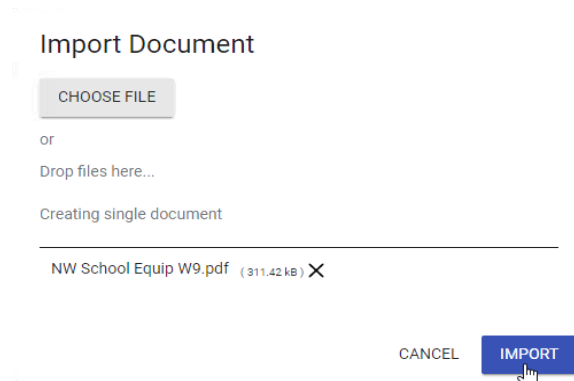 Import Document
CHOOSE FILE
or
Drop files here...
Creating single document
NW School Equip W9.pdf (311.42 kB)
CANCEL IMPORT